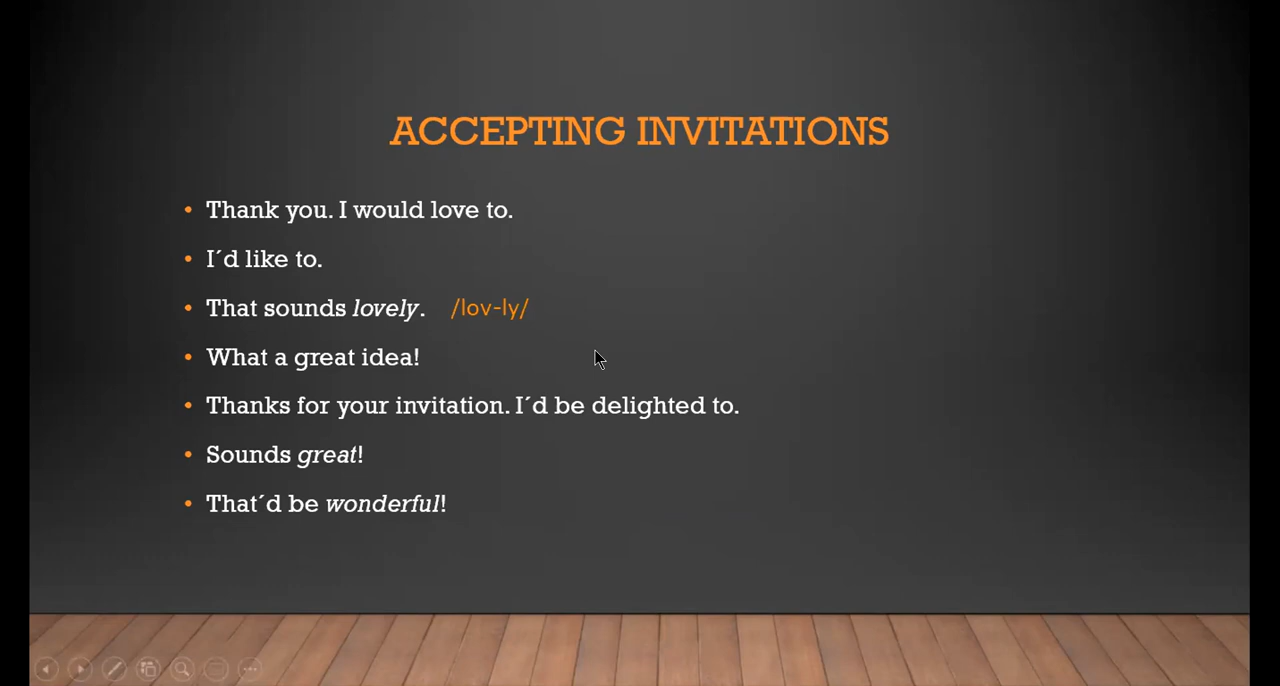 ACCEPTING INVITATIONS
• Thank you. I would love to.
• I´d like to.
• That sounds lovely. /lov-ly/
• What a great idea!
• Thanks for your invitation. I´d be delighted to.
• Sounds great!
• That´d be wonderful!